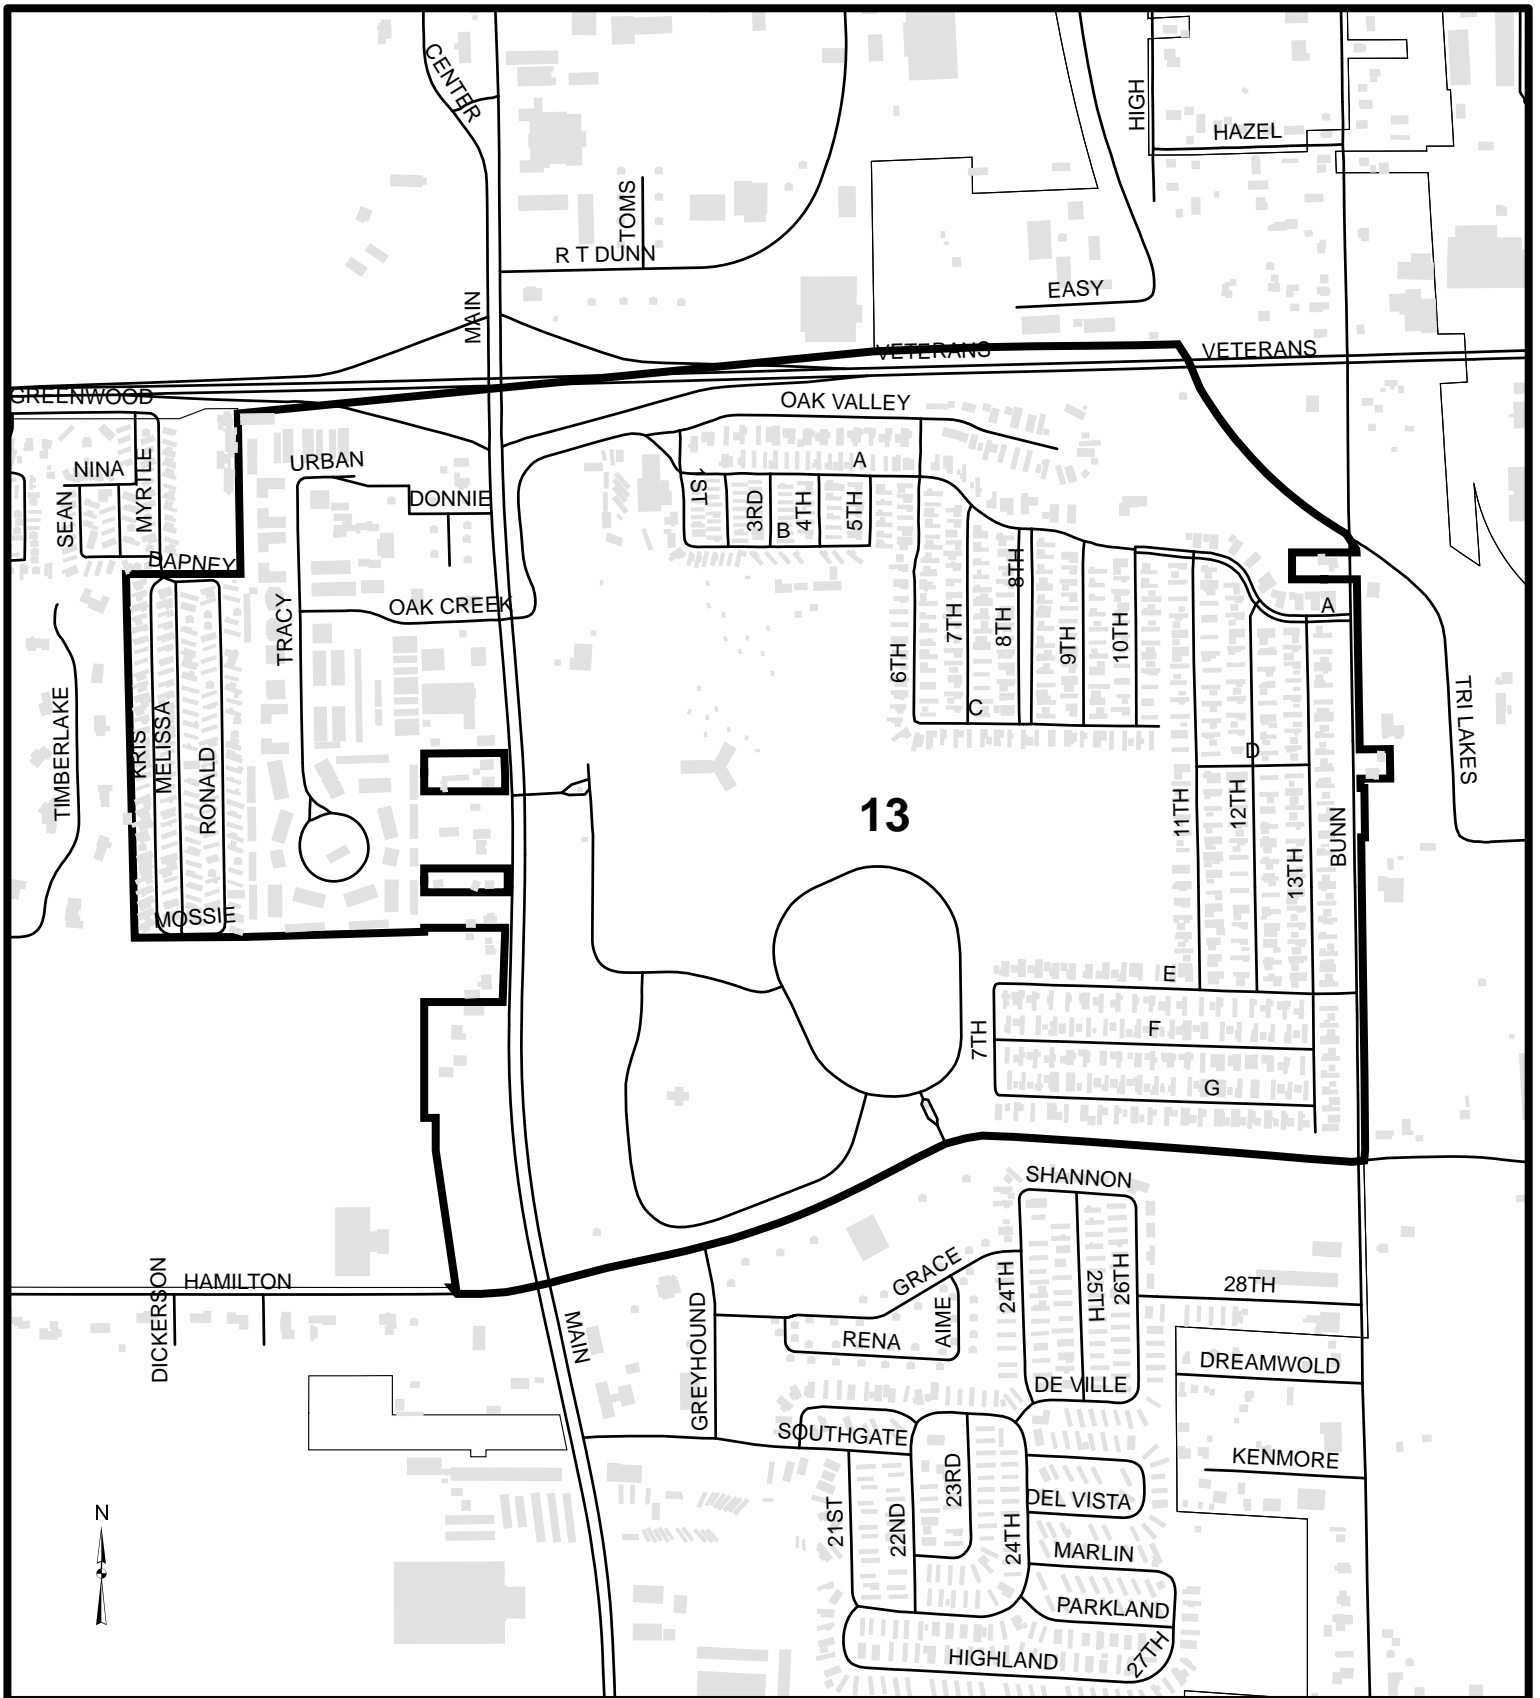 CENTER
HIGH
HAZEL
TOMS
R T DUNN
EASY
MAIN
VETERANS
VETERANS
GREENWOOD
OAK VALLEY
NINA
MYRTLE
SEAN
URBAN
DONNIE
A
ST
3RD
B
4TH
5TH
DAPNEY
TRACY
OAK CREEK
6TH
7TH
8TH
8TH
9TH
10TH
A
C
TIMBERLAKE
KRIS
MELISSA
RONALD
D
TRI LAKES
11TH
12TH
13TH
BUNN
13
MOSSIE
E
F
7TH
G
SHANNON
HAMILTON
DICKERSON
MAIN
GREYHOUND
GRACE
AIME
RENA
24TH
25TH
26TH
28TH
DREAMWOLD
DE VILLE
SOUTHGATE
KENMORE
21ST
22ND
23RD
24TH
DEL VISTA
MARLIN
PARKLAND
HIGHLAND
27TH
N